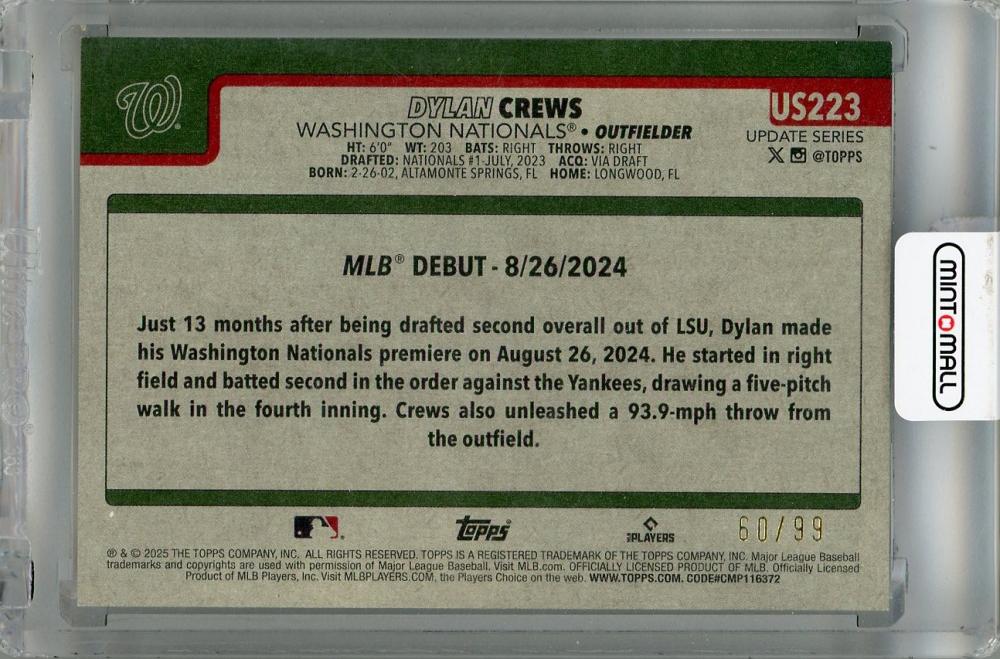 W
DYLAN CREWS
US223
WASHINGTON NATIONALS® • OUTFIELDER
UPDATE SERIES
HT: 6'0" WT: 203 BATS: RIGHT THROWS: RIGHT
@TOPPS
DRAFTED: NATIONALS #1-JULY, 2023 ACQ: VIA DRAFT
BORN: 2-26-02, ALTAMONTE SPRINGS, FL HOME: LONGWOOD, FL
MLB® DEBUT - 8/26/2024
Just 13 months after being drafted second overall out of LSU, Dylan made
his Washington Nationals premiere on August 26, 2024. He started in right
field and batted second in the order against the Yankees, drawing a five-pitch
walk in the fourth inning. Crews also unleashed a 93.9-mph throw from
the outfield.
topps
PLAYERS
60/99
® & © 2025 THE TOPPS COMPANY, INC. ALL RIGHTS RESERVED. TOPPS IS A REGISTERED TRADEMARK OF THE TOPPS COMPANY, INC. Major League Baseball
trademarks and copyrights are used with permission of Major League Baseball. Visit MLB.com. OFFICIALLY LICENSED PRODUCT OF MLB. Officially Licensed
Product of MLB Players, Inc. Visit MLBPLAYERS.COM, the Players Choice on the web. WWW.TOPPS.COM. CODE#CMP116372
MINT MALL